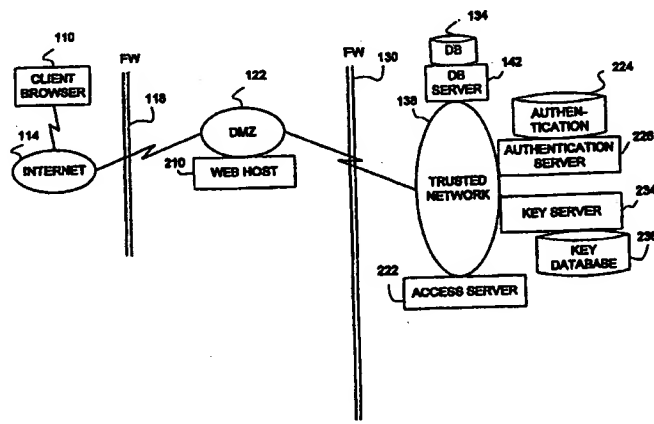 110
CLIENT
BROWSER
114
INTERNET
FW
118
122
DMZ
210
WEB HOST
FW
130
134
DB
DB
SERVER
142
138
TRUSTED
NETWORK
224
AUTHEN-
TICATION
AUTHENTICATION
SERVER
226
KEY SERVER
234
KEY
DATABASE
236
222
ACCESS SERVER